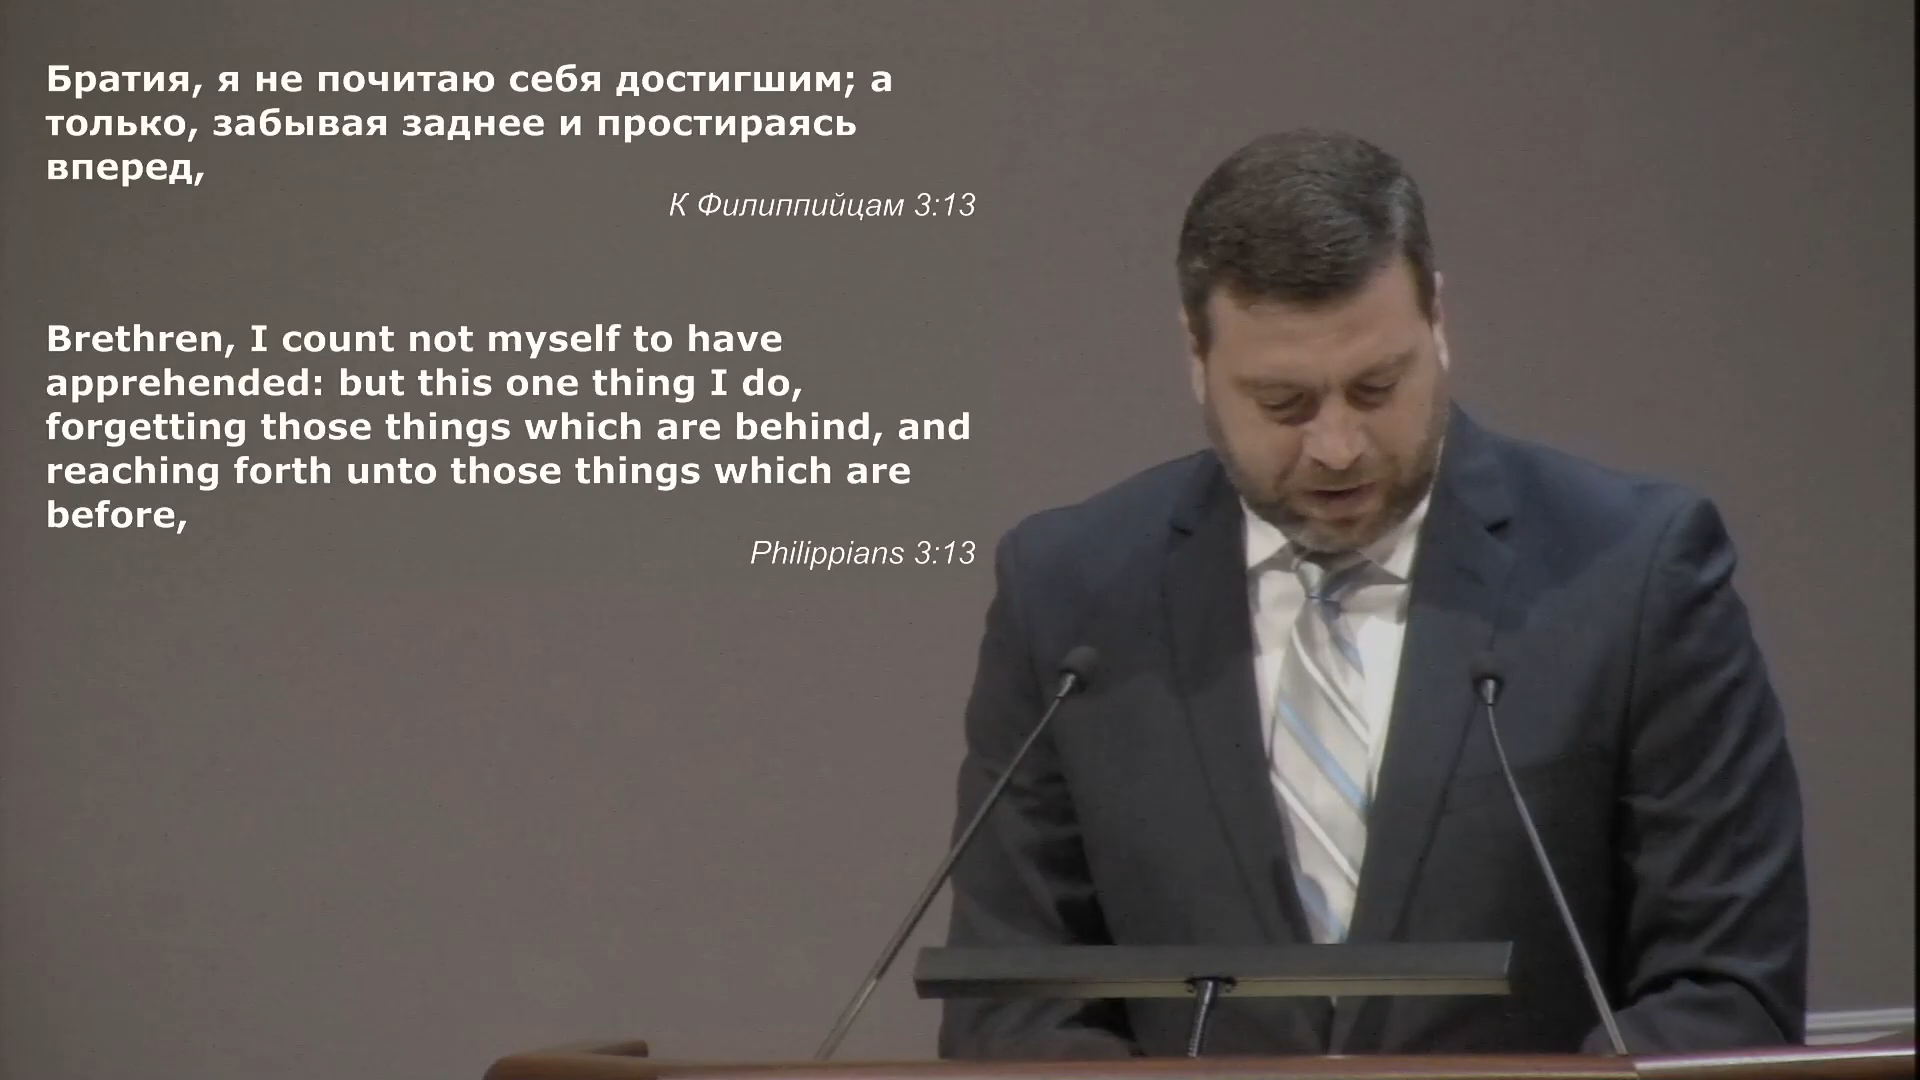 Братия, я не почитаю себя достигшим; а
только, забывая заднее и простираясь
вперед,
К Филиппийцам 3:13
Brethren, I count not myself to have
apprehended: but this one thing I do,
forgetting those things which are behind, and
reaching forth unto those things which are
before,
Philippians 3:13